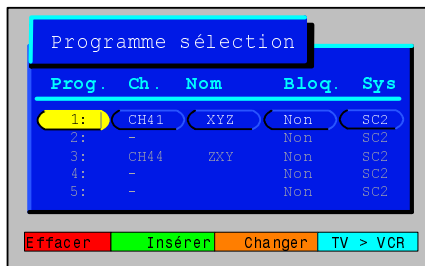 Programme sélection
Prog. Ch. Nom Bloq. Sys
1: CH41 XYZ Non SC2
2: - Non SC2
3: CH44 ZXY Non SC2
4: - Non SC2
5: - Non SC2
Effacer Insérer Changer TV > VCR